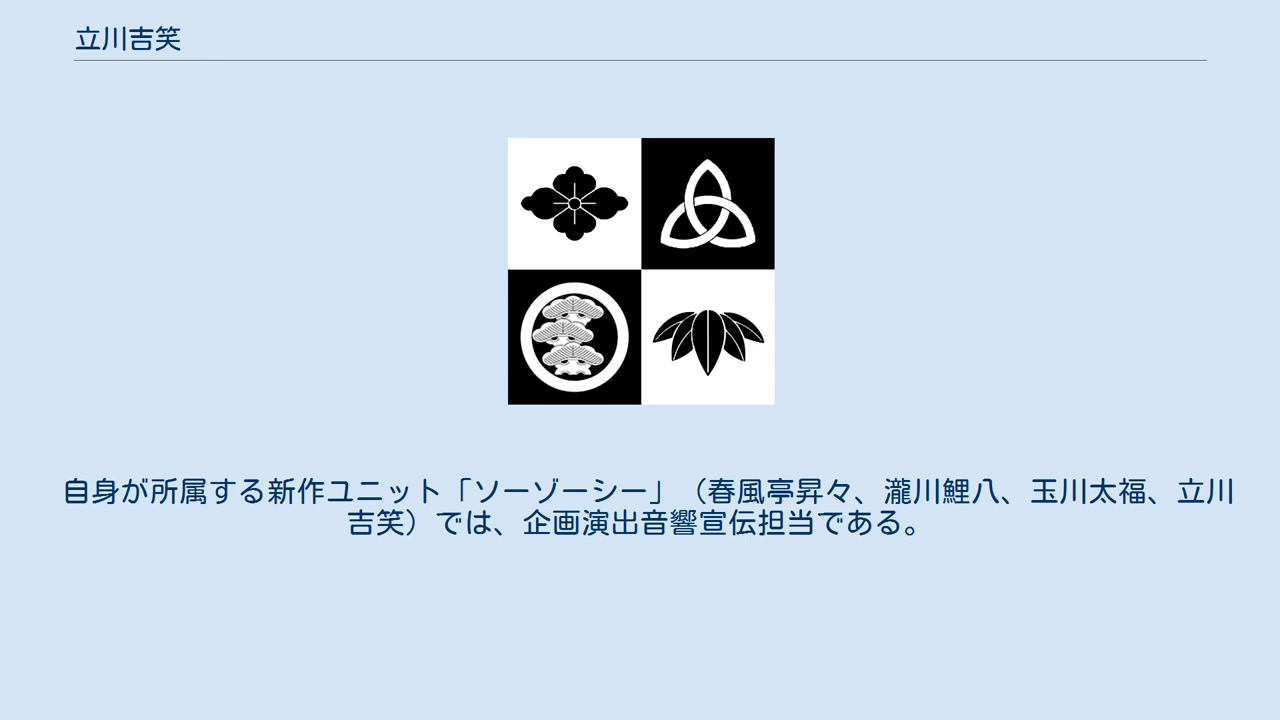 立川吉笑
自身が所属する新作ユニット「ソーゾーシー」（春風亭昇々、瀧川鯉八、玉川太福、立川
吉笑）では、企画演出音響宣伝担当である。